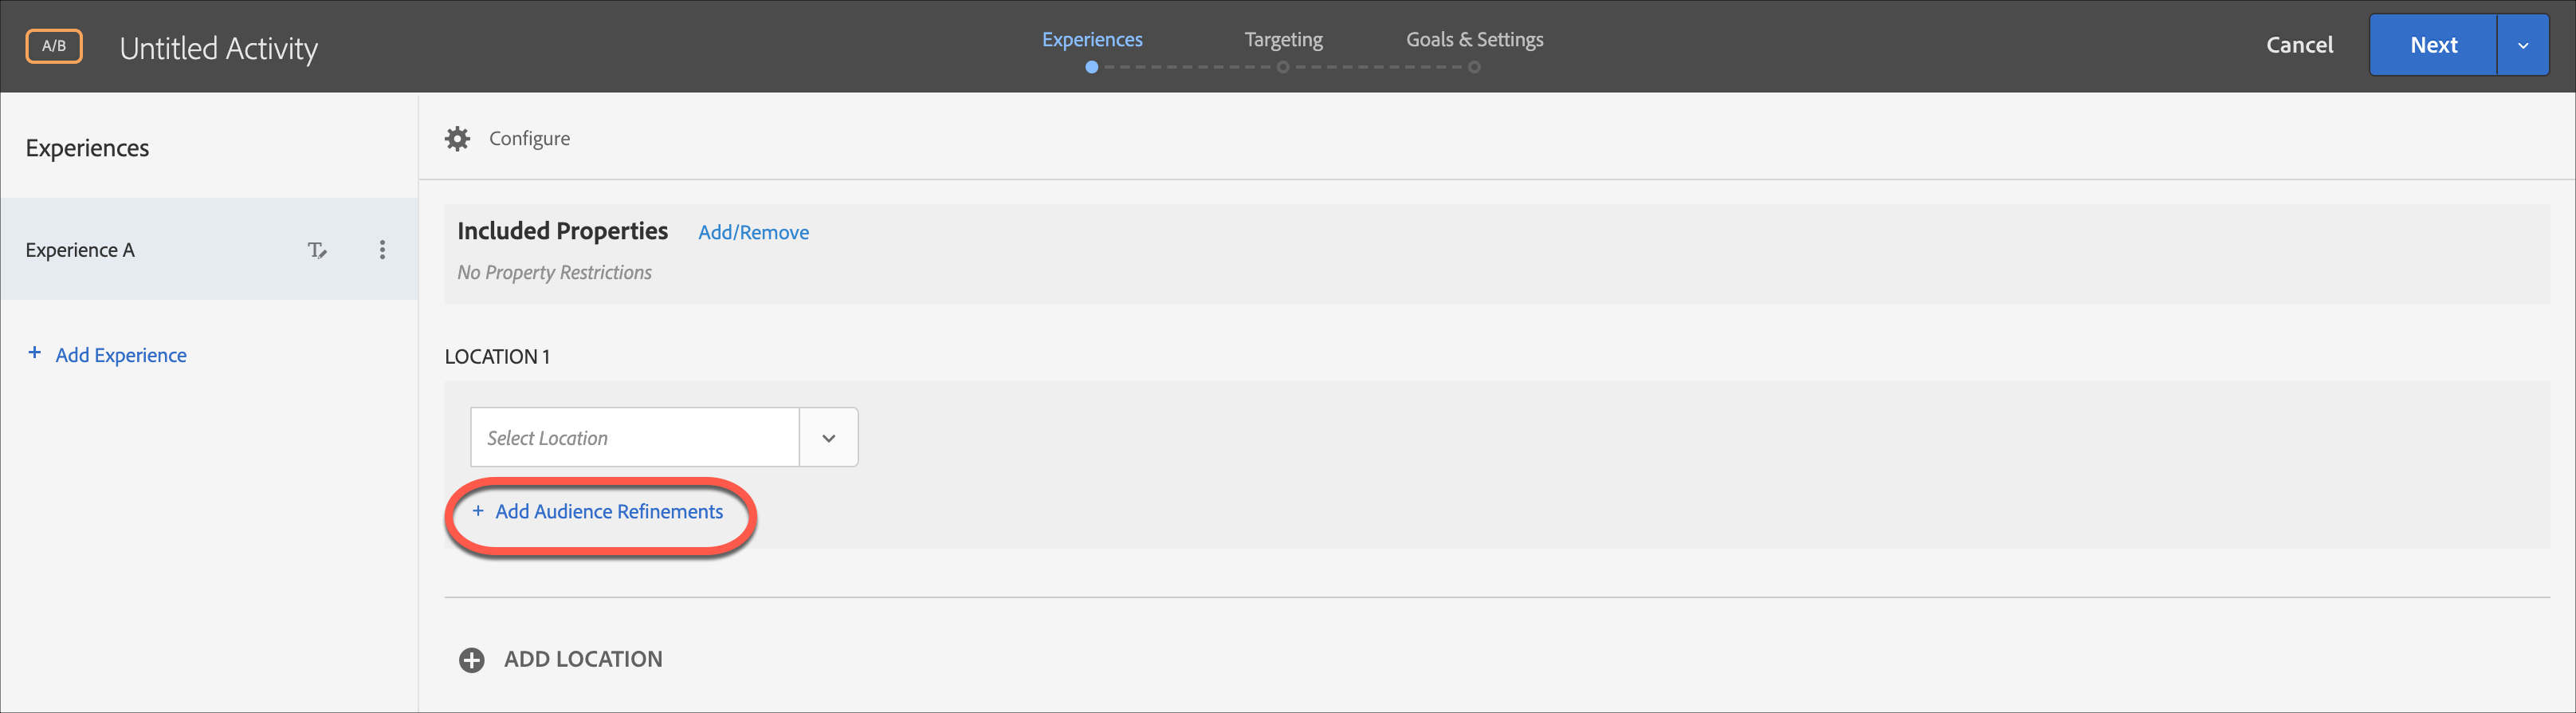 A/B
Untitled Activity
Experiences
Targeting
Goals & Settings
Cancel
Next
Experiences
Experience A
+ Add Experience
Configure
Included Properties Add/Remove
No Property Restrictions
LOCATION 1
Select Location
+ Add Audience Refinements
ADD LOCATION